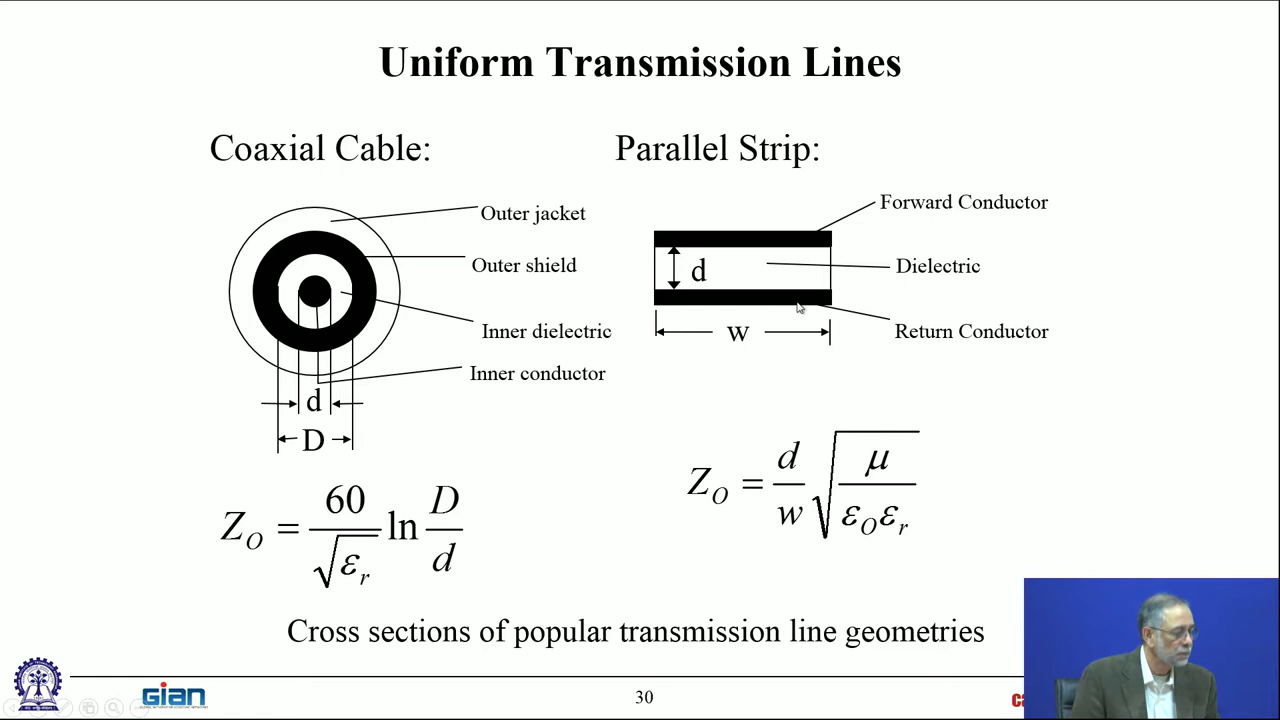 Uniform Transmission Lines
Coaxial Cable:
Outer jacket
Outer shield
Inner dielectric
Inner conductor
d
D
Z_O = 60/√ε_r ln D/d
Parallel Strip:
Forward Conductor
d
Dielectric
Return Conductor
w
Z_O = d/w √(μ/(ε_O ε_r))
Cross sections of popular transmission line geometries
GIAN
30